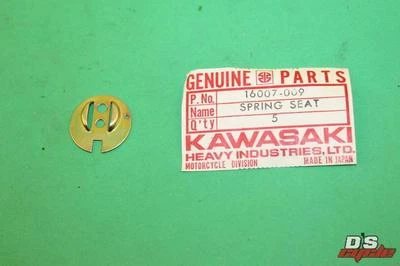 GENUINE PARTS
P. No. 16007-009
Name SPRING SEAT
Q'ty 5
KAWASAKI
HEAVY INDUSTRIES, LTD.
MOTORCYCLE DIVISION MADE IN JAPAN
D'S
cycle